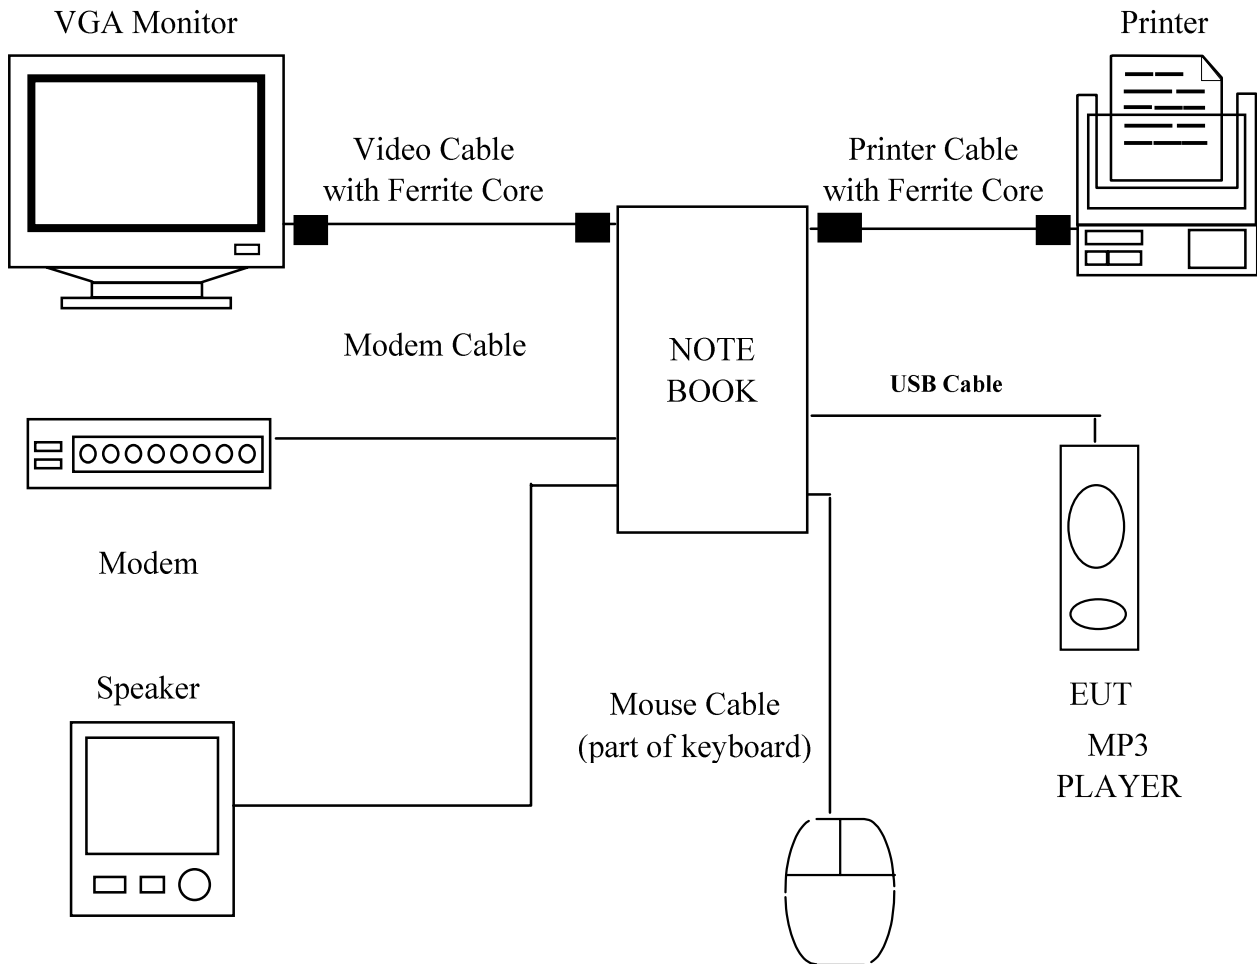 VGA Monitor
Printer
Video Cable
with Ferrite Core
Printer Cable
with Ferrite Core
Modem Cable
NOTE
BOOK
USB Cable
Modem
Speaker
Mouse Cable
(part of keyboard)
EUT
MP3
PLAYER